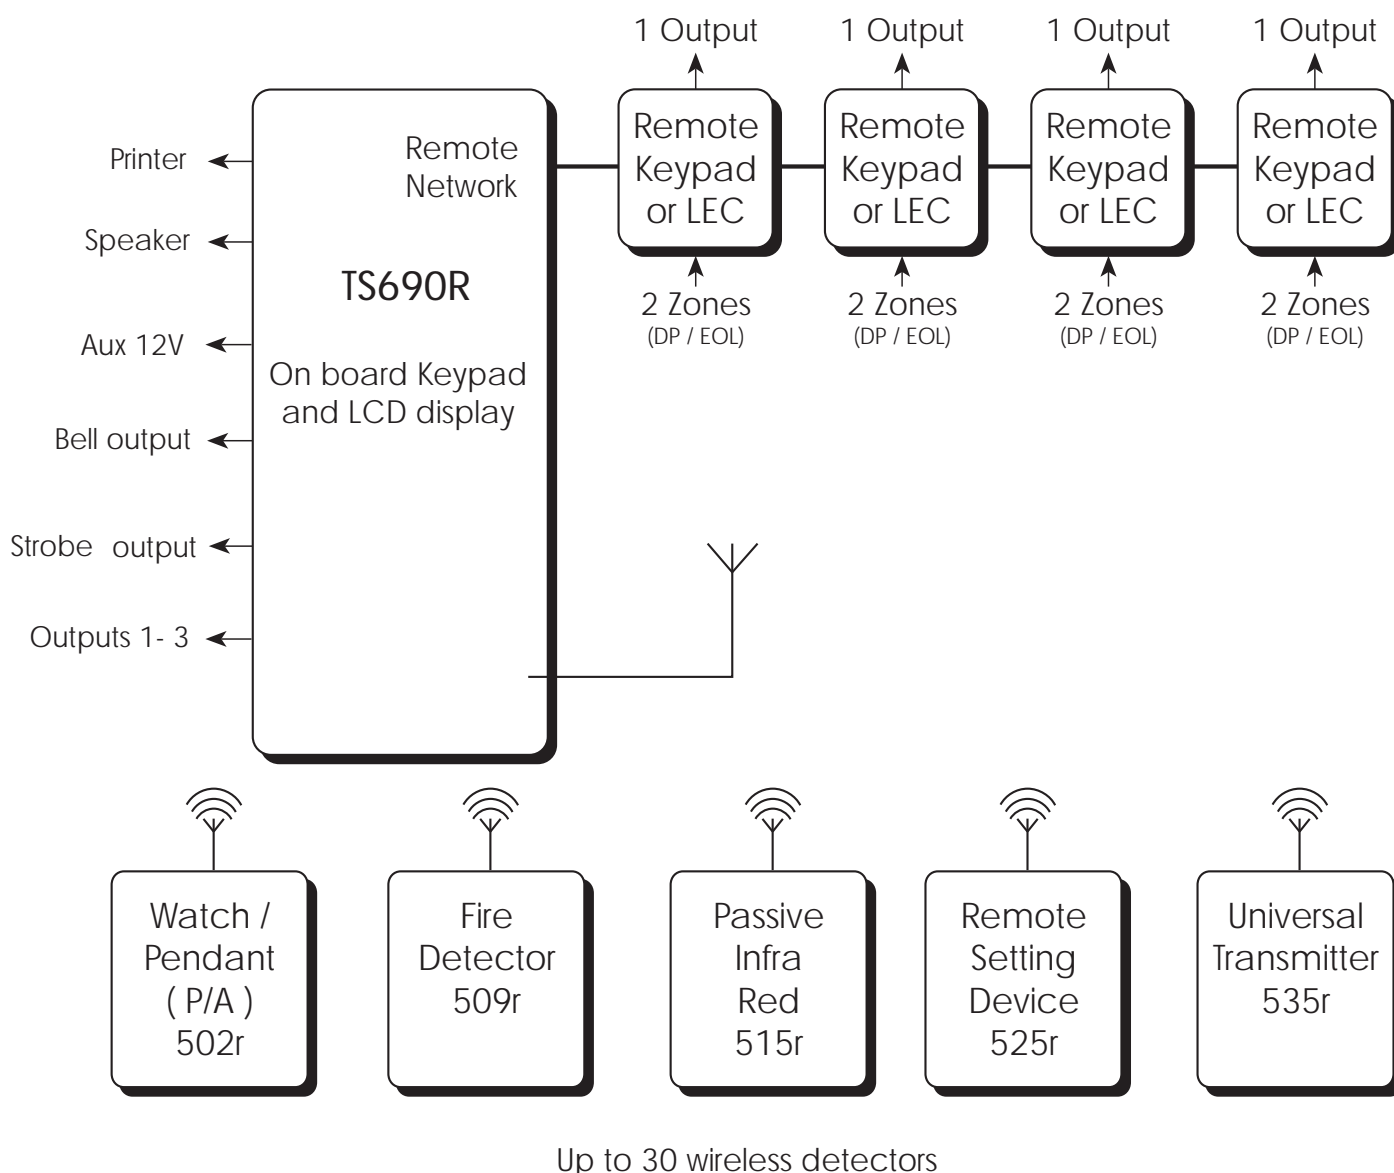 1 Output
1 Output
1 Output
1 Output
Remote
Keypad
or LEC
Remote
Keypad
or LEC
Remote
Keypad
or LEC
Remote
Keypad
or LEC
2 Zones
(DP / EOL)
2 Zones
(DP / EOL)
2 Zones
(DP / EOL)
2 Zones
(DP / EOL)
Remote
Network
TS690R
On board Keypad
and LCD display
Printer
Speaker
Aux 12V
Bell output
Strobe output
Outputs 1- 3
Watch /
Pendant
( P/A )
502r
Fire
Detector
509r
Passive
Infra
Red
515r
Remote
Setting
Device
525r
Universal
Transmitter
535r
Up to 30 wireless detectors